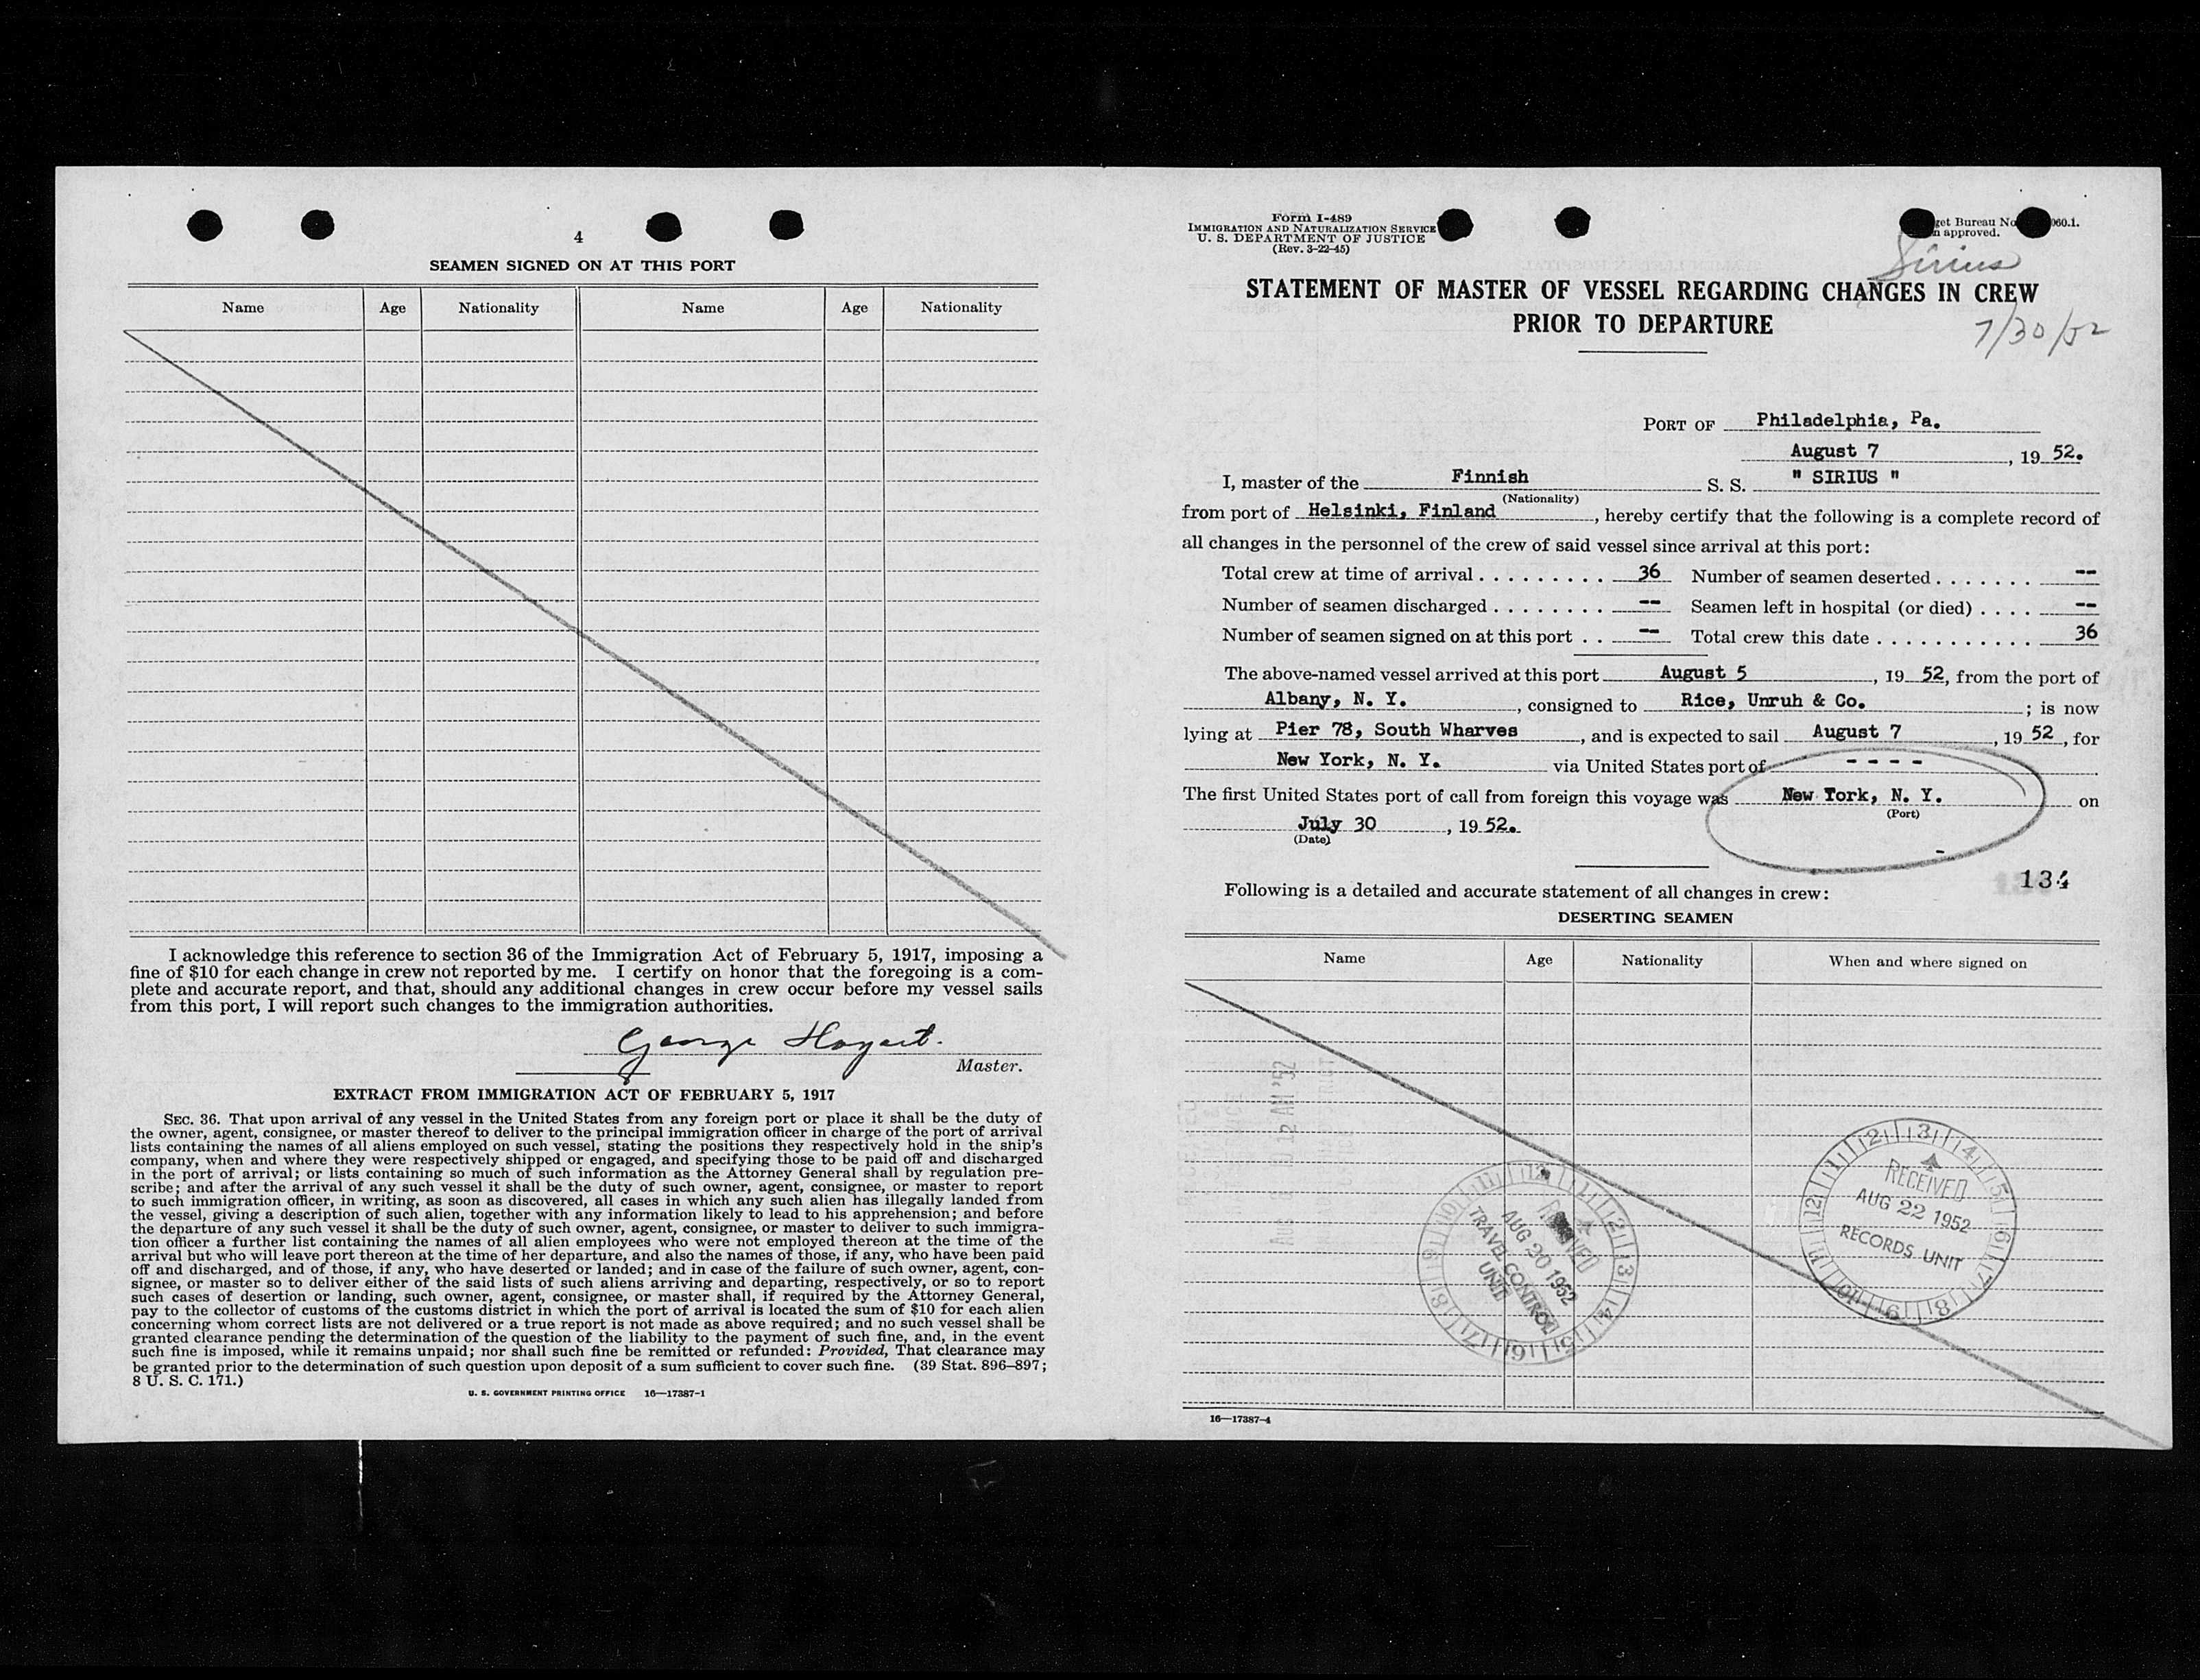 4
SEAMEN SIGNED ON AT THIS PORT
Name Age Nationality Name Age Nationality
I acknowledge this reference to section 36 of the Immigration Act of February 5, 1917, imposing a
fine of $10 for each change in crew not reported by me. I certify on honor that the foregoing is a com-
plete and accurate report, and that, should any additional changes in crew occur before my vessel sails
from this port, I will report such changes to the immigration authorities.
George
Master.
EXTRACT FROM IMMIGRATION ACT OF FEBRUARY 5, 1917
SEC. 36. That upon arrival of any vessel in the United States from any foreign port or place it shall be the duty of
the owner, agent, consignee, or master thereof to deliver to the principal immigration officer in charge of the port of arrival
lists containing the names of all aliens employed on such vessel, stating the positions they respectively hold in the ship's
company, when and where they were respectively shipped or engaged, and specifying those to be paid off and discharged
in the port of arrival; or lists containing so much of such information as the Attorney General shall by regulation pre-
scribe; and after the arrival of any such vessel it shall be the duty of such owner, agent, consignee, or master to report
to such immigration officer, in writing, as soon as discovered, all cases in which any such alien has illegally landed from
the vessel, giving a description of such alien, together with any information likely to lead to his apprehension; and before
the departure of any such vessel it shall be the duty of such owner, agent, consignee, or master to deliver to such immigra-
tion officer a further list containing the names of all alien employees who were not employed thereon at the time of the
arrival but who will leave port thereon at the time of her departure, and also the names of those, if any, who have been paid
off and discharged, and of those, if any, who have deserted or landed; and in case of the failure of such owner, agent, con-
signee, or master so to deliver either of the said lists of such aliens arriving and departing, respectively, or so to report
such cases of desertion or landing, such owner, agent, consignee, or master shall, if required by the Attorney General,
pay to the collector of customs of the customs district in which the port of arrival is located the sum of $10 for each alien
concerning whom correct lists are not delivered or a true report is not made as above required; and no such vessel shall be
granted clearance pending the determination of the question of the liability to the payment of such fine, and, in the event
such fine is imposed, while it remains unpaid; nor shall such fine be remitted or refunded: Provided, That clearance may
be granted prior to the determination of such question upon deposit of a sum sufficient to cover such fine. (39 Stat. 896–897;
8 U. S. C. 171.)
U. S. GOVERNMENT PRINTING OFFICE 16—17387-1
Form I-489
IMMIGRATION AND NATURALIZATION SERVICE
U. S. DEPARTMENT OF JUSTICE
(Rev. 3-22-45)
get Bureau No 060.1.
n approved.
Sirius
STATEMENT OF MASTER OF VESSEL REGARDING CHANGES IN CREW
PRIOR TO DEPARTURE
7/30/52
PORT OF Philadelphia, Pa.
August 7, 19 52.
I, master of the Finnish S. S. " SIRIUS "
(Nationality)
from port of Helsinki, Finland, hereby certify that the following is a complete record of
all changes in the personnel of the crew of said vessel since arrival at this port:
Total crew at time of arrival . . . . . . . . . 36 Number of seamen deserted . . . . . . . --
Number of seamen discharged . . . . . . . . -- Seamen left in hospital (or died) . . . . --
Number of seamen signed on at this port . . -- Total crew this date . . . . . . . . . . . . 36
The above-named vessel arrived at this port August 5, 19 52, from the port of
Albany, N. Y., consigned to Rice, Unruh & Co. ; is now
lying at Pier 78, South Wharves, and is expected to sail August 7, 19 52, for
New York, N. Y. via United States port of - - - -
The first United States port of call from foreign this voyage was New York, N. Y. on
(Port)
July 30, 19 52.
(Date)
134
Following is a detailed and accurate statement of all changes in crew:
DESERTING SEAMEN
Name Age Nationality When and where signed on
12 AM '52
RECEIVED
AUG 20 1952
TRAVEL CONTROL
UNIT
RECEIVED
AUG 22 1952
RECORDS UNIT
16—17387-4